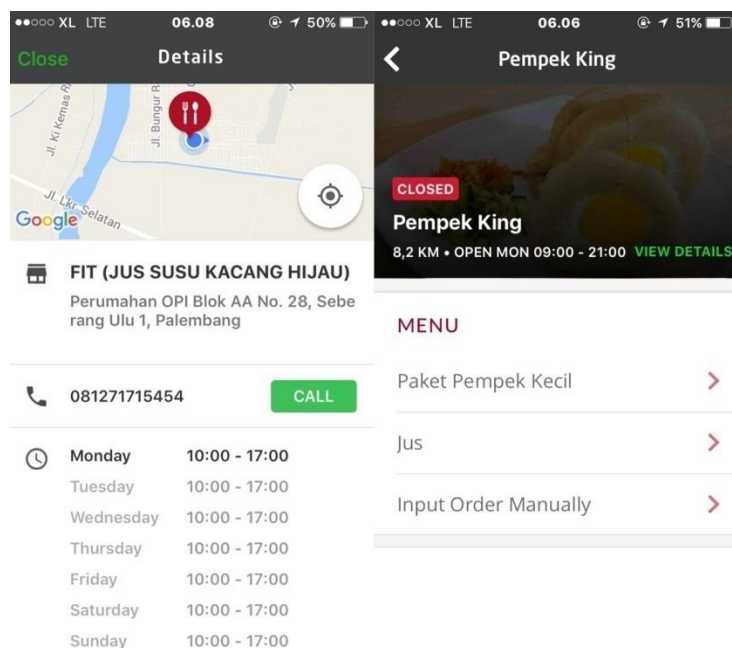 XL LTE 06.08 50%
Close Details
Jl. Ki Kemas R
Jl. Bungur R
Jl. Lkr. Selatan
Google
FIT (JUS SUSU KACANG HIJAU)
Perumahan OPI Blok AA No. 28, Sebe
rang Ulu 1, Palembang
081271715454 CALL
Monday 10:00 - 17:00
Tuesday 10:00 - 17:00
Wednesday 10:00 - 17:00
Thursday 10:00 - 17:00
Friday 10:00 - 17:00
Saturday 10:00 - 17:00
Sunday 10:00 - 17:00
XL LTE 06.06 51%
Pempek King
CLOSED
Pempek King
8,2 KM • OPEN MON 09:00 - 21:00 VIEW DETAILS
MENU
Paket Pempek Kecil
Jus
Input Order Manually